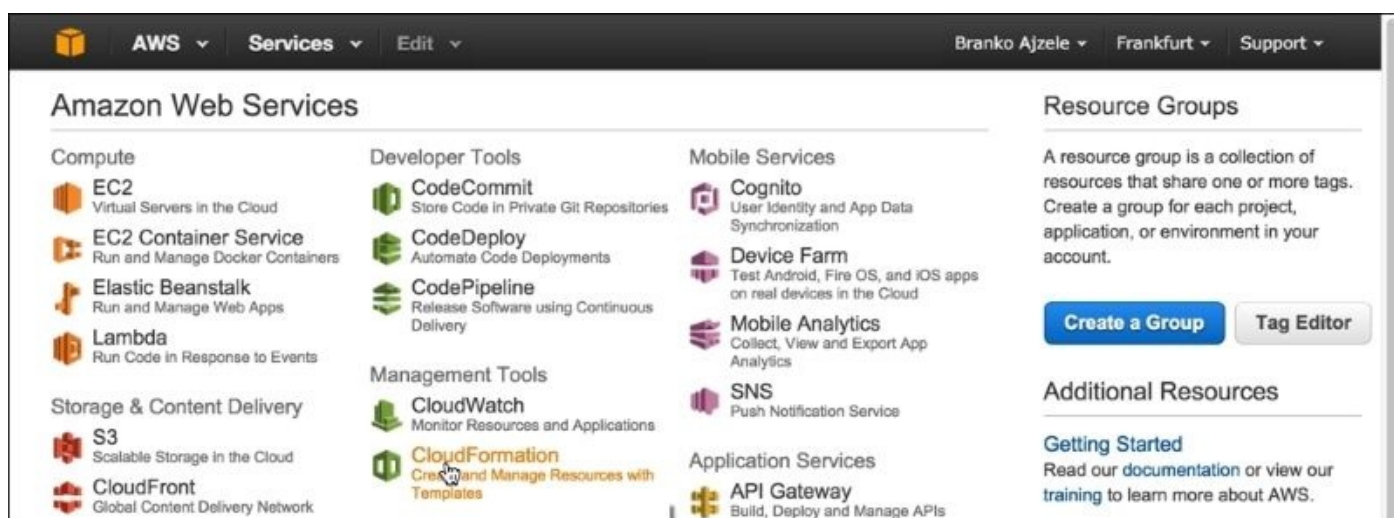 AWS Services Edit Branko Ajzele Frankfurt Support
Amazon Web Services
Compute
EC2
Virtual Servers in the Cloud
EC2 Container Service
Run and Manage Docker Containers
Elastic Beanstalk
Run and Manage Web Apps
Lambda
Run Code in Response to Events
Storage & Content Delivery
S3
Scalable Storage in the Cloud
CloudFront
Global Content Delivery Network
Developer Tools
CodeCommit
Store Code in Private Git Repositories
CodeDeploy
Automate Code Deployments
CodePipeline
Release Software using Continuous
Delivery
Management Tools
CloudWatch
Monitor Resources and Applications
CloudFormation
Create and Manage Resources with
Templates
Mobile Services
Cognito
User Identity and App Data
Synchronization
Device Farm
Test Android, Fire OS, and iOS apps
on real devices in the Cloud
Mobile Analytics
Collect, View and Export App
Analytics
SNS
Push Notification Service
Application Services
API Gateway
Build, Deploy and Manage APIs
Resource Groups
A resource group is a collection of
resources that share one or more tags.
Create a group for each project,
application, or environment in your
account.
Create a Group Tag Editor
Additional Resources
Getting Started
Read our documentation or view our
training to learn more about AWS.